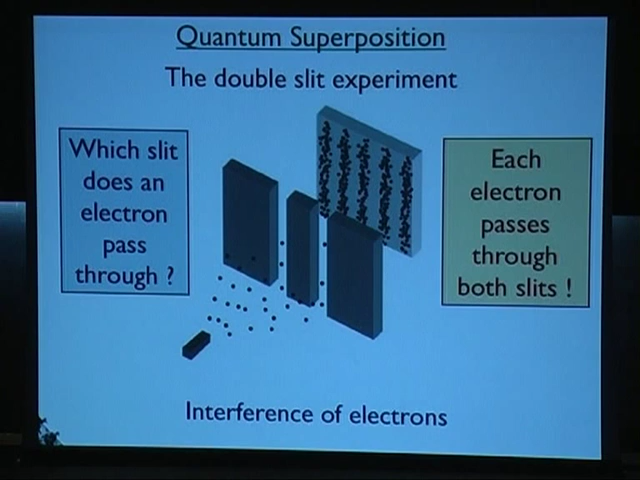 Quantum Superposition
The double slit experiment
Which slit
does an
electron
pass
through ?
Each
electron
passes
through
both slits !
Interference of electrons